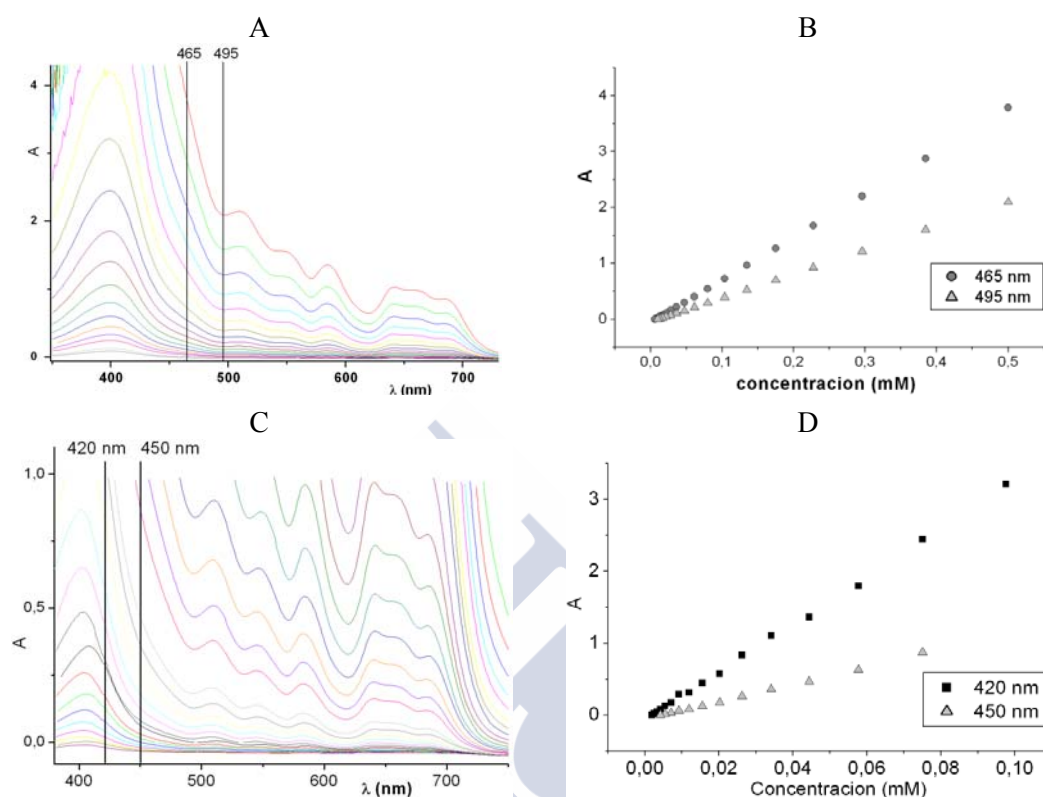 A
465 495
4
2
0
A
400 500 600 700
λ (nm)
B
4
3
2
1
0
A
465 nm
495 nm
0,0 0,1 0,2 0,3 0,4 0,5
concentracion (mM)
C
420 nm 450 nm
1,0
0,5
0,0
A
400 500 600 700
λ (nm)
D
3
2
1
0
A
420 nm
450 nm
0,00 0,02 0,04 0,06 0,08 0,10
Concentracion (mM)